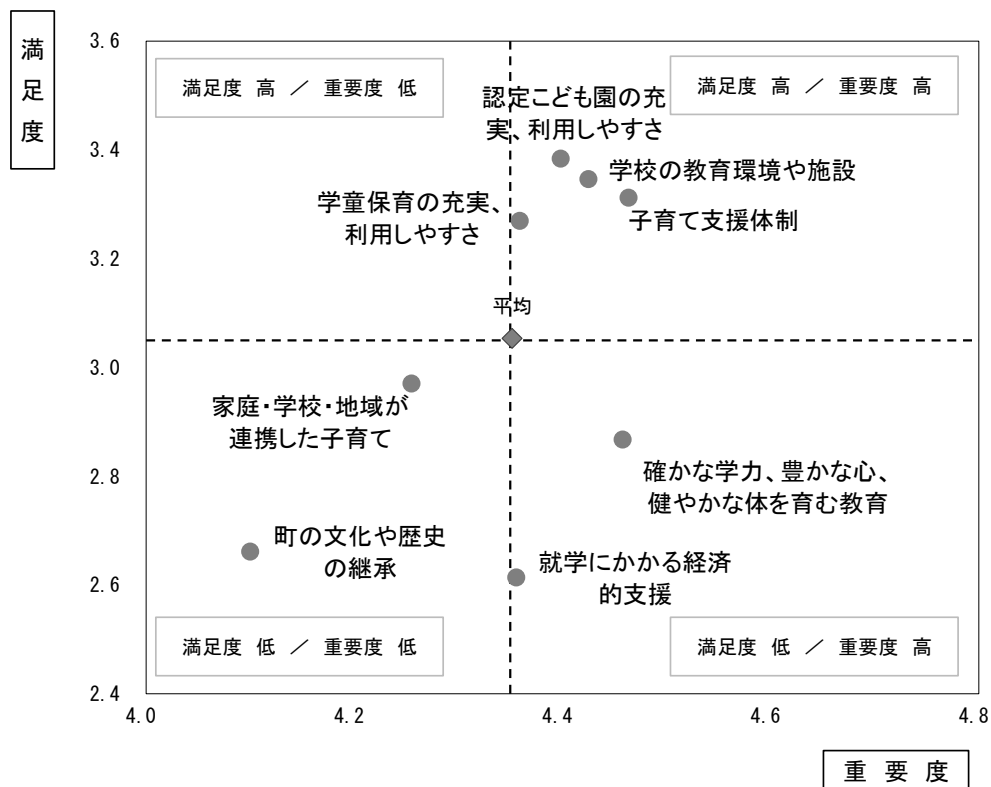 満足度
3.6
満足度 高 ／ 重要度 低
満足度 高 ／ 重要度 高
認定こども園の充
実、利用しやすさ
3.4
学校の教育環境や施設
学童保育の充実、
利用しやすさ
子育て支援体制
3.2
平均
3.0
家庭・学校・地域が
連携した子育て
2.8
確かな学力、豊かな心、
健やかな体を育む教育
町の文化や歴史
の継承
就学にかかる経済
的支援
2.6
満足度 低 ／ 重要度 低
満足度 低 ／ 重要度 高
2.4
4.0
4.2
4.4
4.6
4.8
重要度